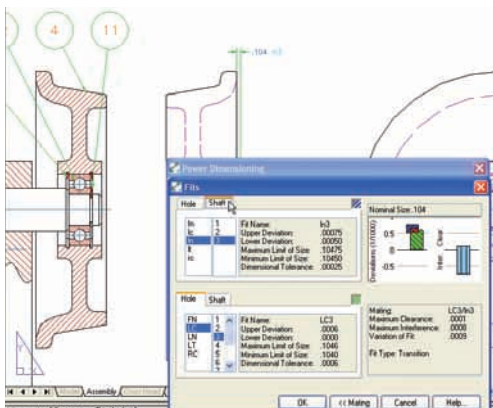 4
11
.104 ln3
Power Dimensioning
Fits
Hole Shaft
ln
lc
lt
rc
1
2
3
Fit Name: ln3
Upper Deviation: .00075
Lower Deviation: .00050
Maximum Limit of Size: .10475
Minimum Limit of Size: .10450
Dimensional Tolerance: .00025
Nominal Size: .104
Deviations (1/1000)
0.5
0
-0.5
Clear.
Inter.
Hole Shaft
FN
LC
LN
LT
RC
1
2
3
4
5
6
Fit Name: LC3
Upper Deviation: .0006
Lower Deviation: .0000
Maximum Limit of Size: .1046
Minimum Limit of Size: .1040
Dimensional Tolerance: .0006
Mating: LC3/ln3
Maximum Clearance: .0001
Maximum Interference: .0008
Variation of Fit: .0009
Fit Type: Transition
Y
X
Model Assembly
OK << Mating Cancel Help...